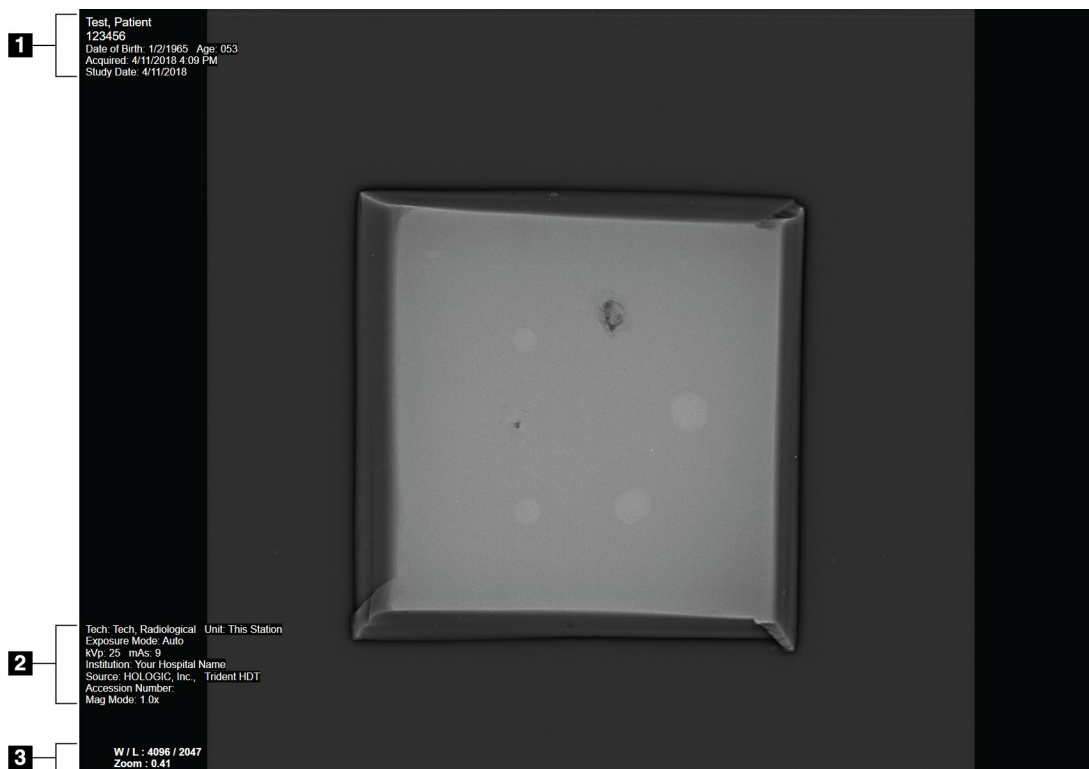 1
Test, Patient
123456
Date of Birth: 1/2/1965 Age: 053
Acquired: 4/11/2018 4:09 PM
Study Date: 4/11/2018
2
Tech: Tech, Radiological Unit: This Station
Exposure Mode: Auto
kVp: 25 mAs: 9
Institution: Your Hospital Name
Source: HOLOGIC, Inc., Trident HDT
Accession Number:
Mag Mode: 1.0x
3
W / L : 4096 / 2047
Zoom : 0.41